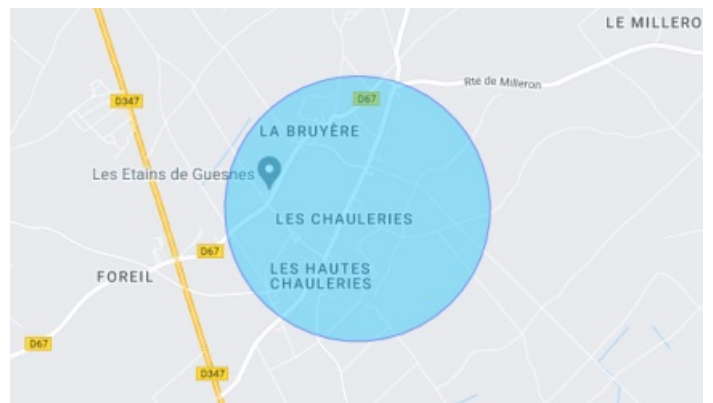 LE MILLERO
Rte de Milleron
D67
D347
LA BRUYÈRE
Les Etains de Guesnes
LES CHAULERIES
D67
FOREIL
LES HAUTES
CHAULERIES
D67
D347